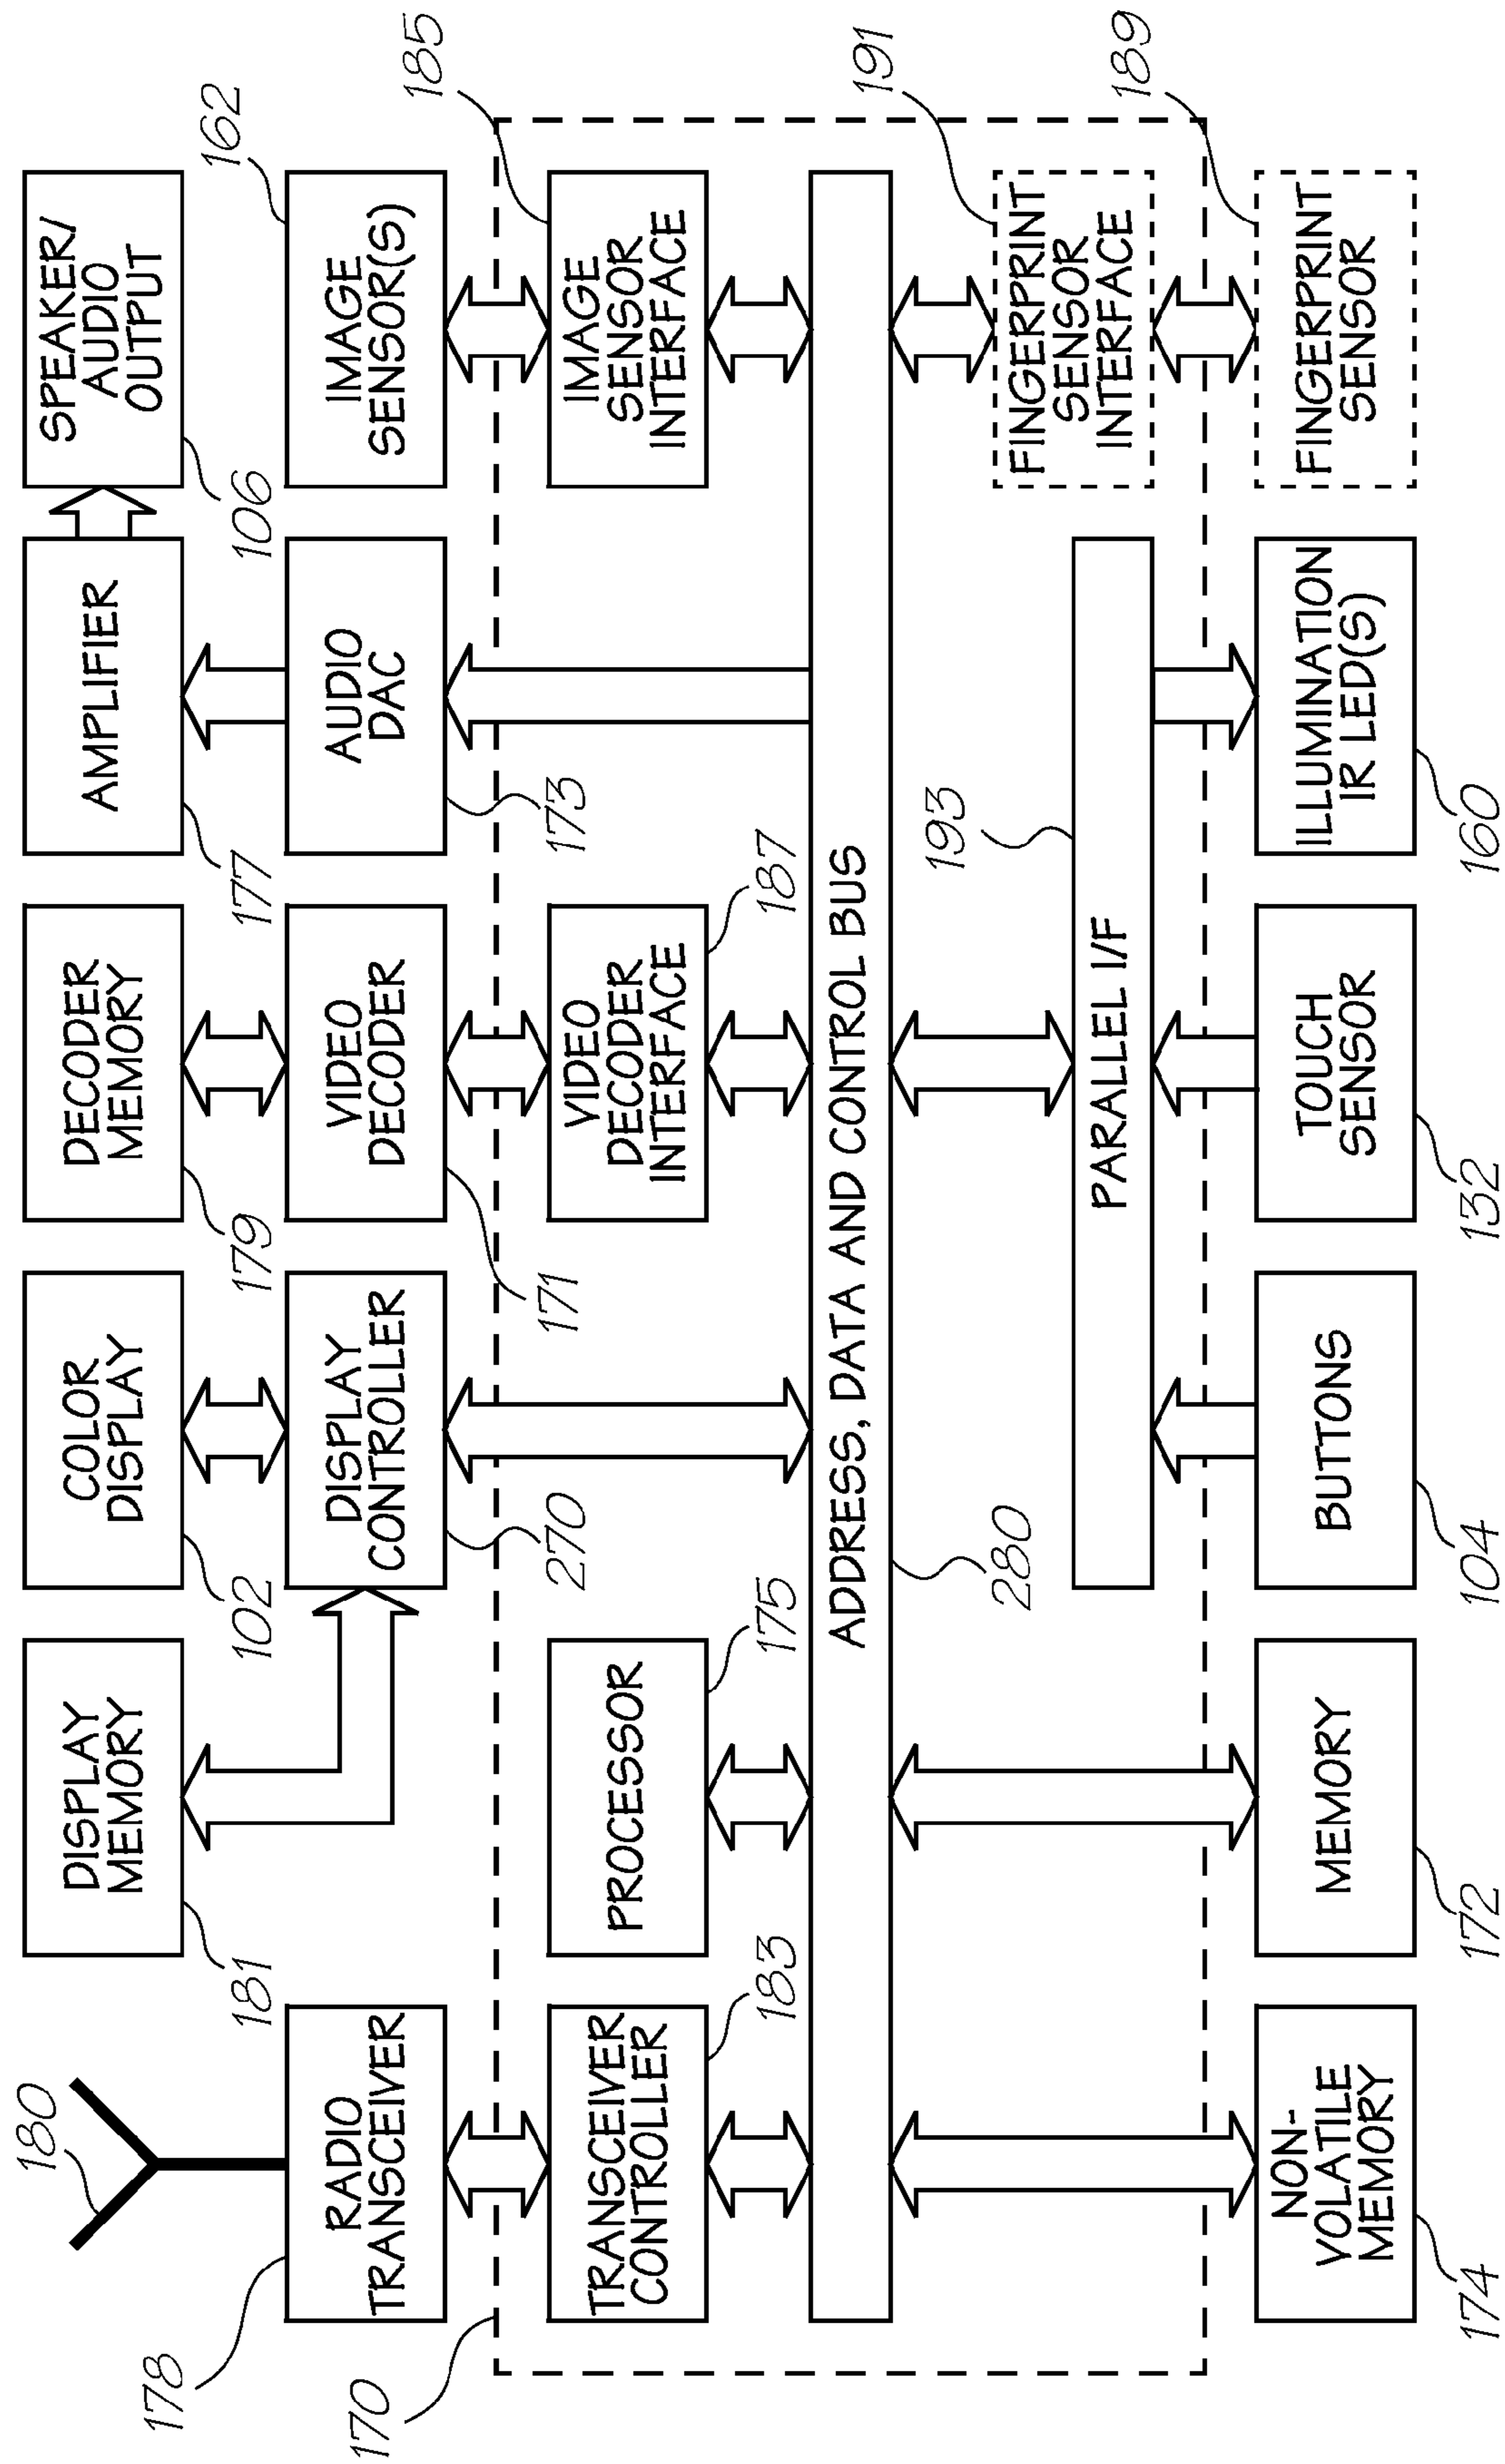 180
178
RADIO
TRANSCEIVER
170
TRANSCEIVER
CONTROLLER
183
NON-
VOLATILE
MEMORY
174
DISPLAY
MEMORY
181
PROCESSOR
175
MEMORY
172
COLOR
DISPLAY
102
DISPLAY
CONTROLLER
270
280
BUTTONS
104
DECODER
MEMORY
179
VIDEO
DECODER
171
VIDEO
DECODER
INTERFACE
187
ADDRESS, DATA AND CONTROL BUS
PARALLEL I/F
193
TOUCH
SENSOR
132
AMPLIFIER
177
AUDIO
DAC
173
ILLUMINATION
IR LED(S)
160
SPEAKER/
AUDIO
OUTPUT
106
162
IMAGE
SENSOR(S)
185
IMAGE
SENSOR
INTERFACE
191
FINGERPRINT
SENSOR
INTERFACE
189
FINGERPRINT
SENSOR